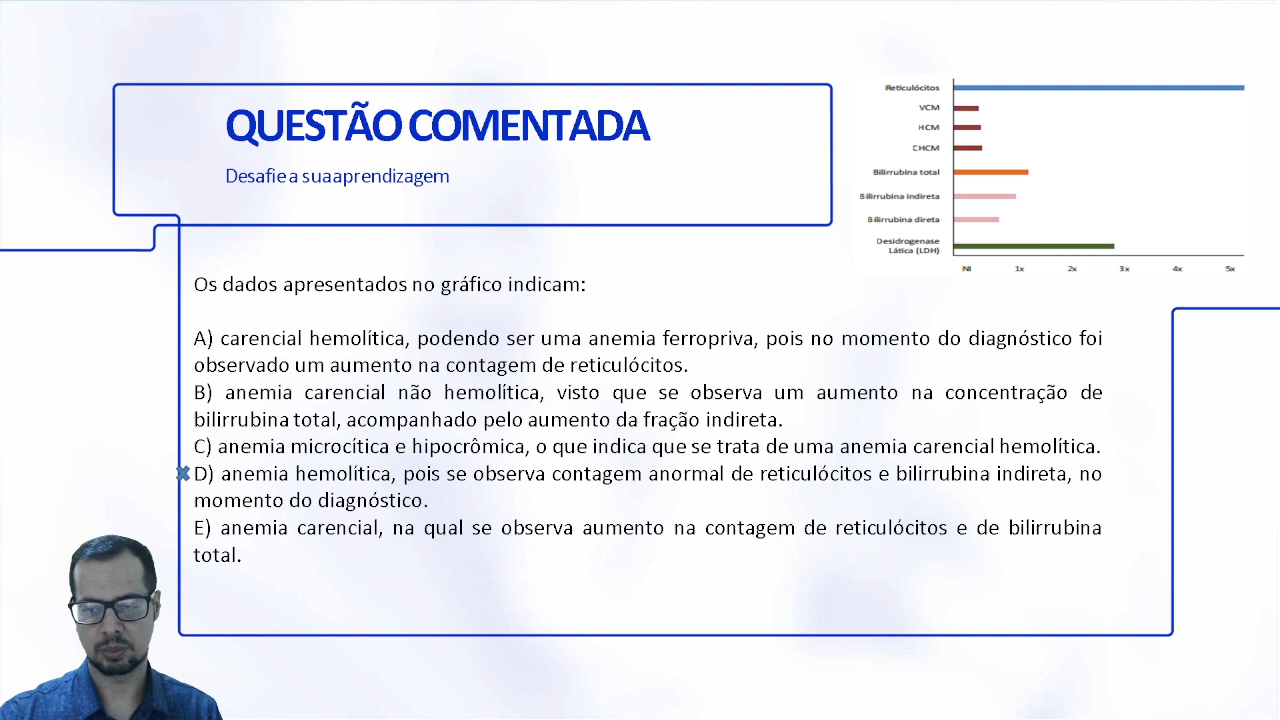 QUESTÃO COMENTADA
Desafie a sua aprendizagem
Reticulócitos
VCM
HCM
CHCM
Bilirrubina total
Bilirrubina indireta
Bilirrubina direta
Desidrogenase
Lática (LDH)
NI 1x 2x 3x 4x 5x
Os dados apresentados no gráfico indicam:
A) carencial hemolítica, podendo ser uma anemia ferropriva, pois no momento do diagnóstico foi
observado um aumento na contagem de reticulócitos.
B) anemia carencial não hemolítica, visto que se observa um aumento na concentração de
bilirrubina total, acompanhado pelo aumento da fração indireta.
C) anemia microcítica e hipocrômica, o que indica que se trata de uma anemia carencial hemolítica.
D) anemia hemolítica, pois se observa contagem anormal de reticulócitos e bilirrubina indireta, no
momento do diagnóstico.
E) anemia carencial, na qual se observa aumento na contagem de reticulócitos e de bilirrubina
total.